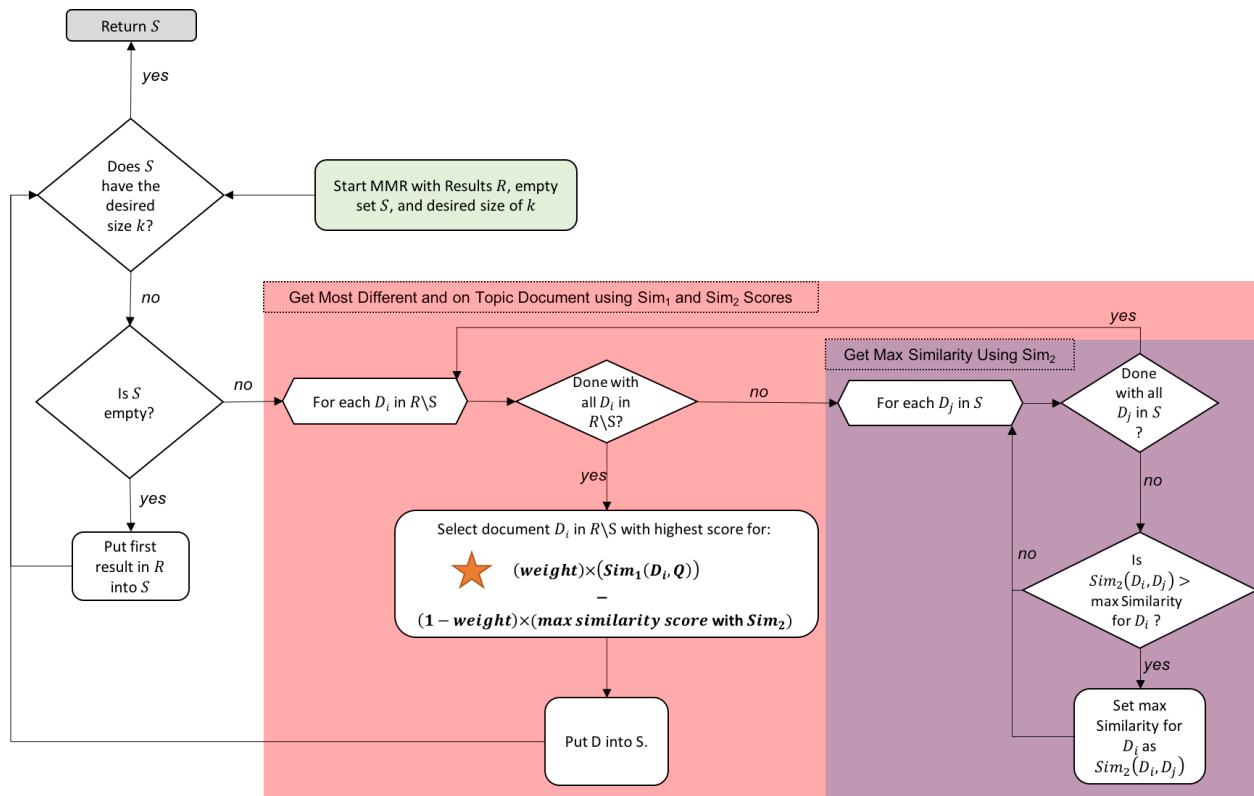 Return S
yes
Does S
have the
desired
size k?
Start MMR with Results R, empty
set S, and desired size of k
no
Get Most Different and on Topic Document using Sim₁ and Sim₂ Scores
yes
Get Max Similarity Using Sim₂
Is S
empty?
no
For each Dᵢ in R\S
Done with
all Dᵢ in
R\S?
no
For each Dⱼ in S
Done
with all
Dⱼ in S
?
yes
yes
no
Put first
result in R
into S
Select document Dᵢ in R\S with highest score for:
(weight)×(Sim₁(Dᵢ,Q))
−
(1 − weight)×(max similarity score with Sim₂)
no
Is
Sim₂(Dᵢ,Dⱼ) >
max Similarity
for Dᵢ ?
yes
Put D into S.
Set max
Similarity for
Dᵢ as
Sim₂(Dᵢ,Dⱼ)